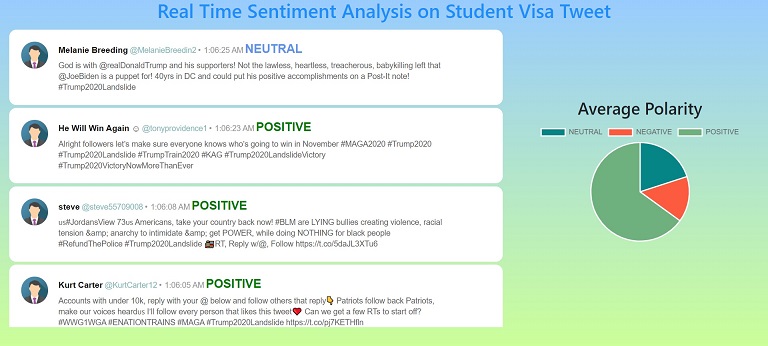 Real Time Sentiment Analysis on Student Visa Tweet
Melanie Breeding @MelanieBreedin2 • 1:06:25 AM NEUTRAL
God is with @realDonaldTrump and his supporters! Not the lawless, heartless, treacherous, babykilling left that
@JoeBiden is a puppet for! 40yrs in DC and could put his positive accomplishments on a Post-It note!
#Trump2020Landslide
He Will Win Again ☺ @tonyprovidence1 • 1:06:23 AM POSITIVE
Alright followers let's make sure everyone knows who's going to win in November #MAGA2020 #Trump2020
#Trump2020Landslide #TrumpTrain2020 #KAG #Trump2020LandslideVictory
#Trump2020VictoryNowMoreThanEver
steve @steve55709008 • 1:06:08 AM POSITIVE
us#JordansView 73us Americans, take your country back now! #BLM are LYING bullies creating violence, racial
tension &amp; anarchy to intimidate &amp; get POWER, while doing NOTHING for black people
#RefundThePolice #Trump2020Landslide RT, Reply w/@, Follow https://t.co/5daJL3XTu6
Kurt Carter @KurtCarter12 • 1:06:05 AM POSITIVE
Accounts with under 10k, reply with your @ below and follow others that reply👇 Patriots follow back Patriots,
make our voices heardus I'll follow every person that likes this tweet❤ Can we get a few RTs to start off?
#WWG1WGA #ENATIONTRAINS #MAGA #Trump2020Landslide https://t.co/pj7KETHfln
Average Polarity
NEUTRAL NEGATIVE POSITIVE